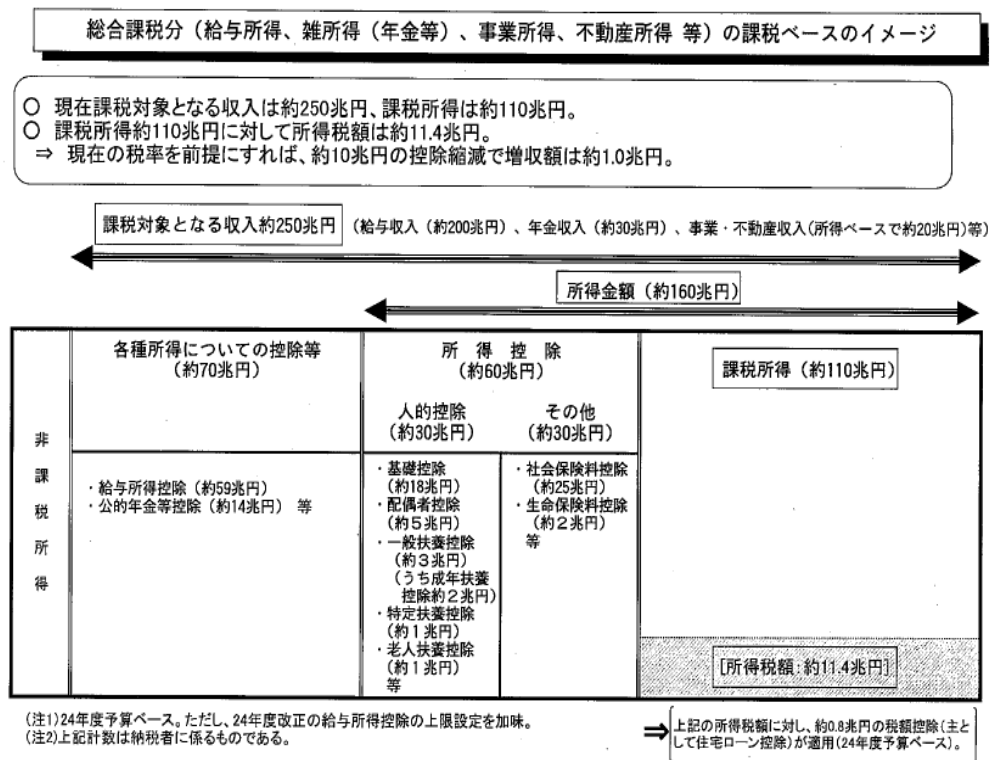 総合課税分（給与所得、雑所得（年金等）、事業所得、不動産所得 等）の課税ベースのイメージ
○ 現在課税対象となる収入は約250兆円、課税所得は約110兆円。
○ 課税所得約110兆円に対して所得税額は約11.4兆円。
⇒ 現在の税率を前提にすれば、約10兆円の控除縮減で増収額は約1.0兆円。
課税対象となる収入約250兆円 （給与収入（約200兆円）、年金収入（約30兆円）、事業・不動産収入(所得ベースで約20兆円)等）
所得金額（約160兆円）
非課税所得
各種所得についての控除等
（約70兆円）
・給与所得控除（約59兆円）
・公的年金等控除（約14兆円） 等
所 得 控 除
（約60兆円）
人的控除
（約30兆円）
・基礎控除
（約18兆円）
・配偶者控除
（約５兆円）
・一般扶養控除
（約３兆円）
（うち成年扶養
控除約２兆円）
・特定扶養控除
（約１兆円）
・老人扶養控除
（約１兆円）
等
その他
（約30兆円）
・社会保険料控除
（約25兆円）
・生命保険料控除
（約２兆円）
等
課税所得（約110兆円）
[所得税額：約11.4兆円]
(注1)24年度予算ベース。ただし、24年度改正の給与所得控除の上限設定を加味。
(注2)上記計数は納税者に係るものである。
⇒ 上記の所得税額に対し、約0.8兆円の税額控除(主と
して住宅ローン控除)が適用(24年度予算ベース)。